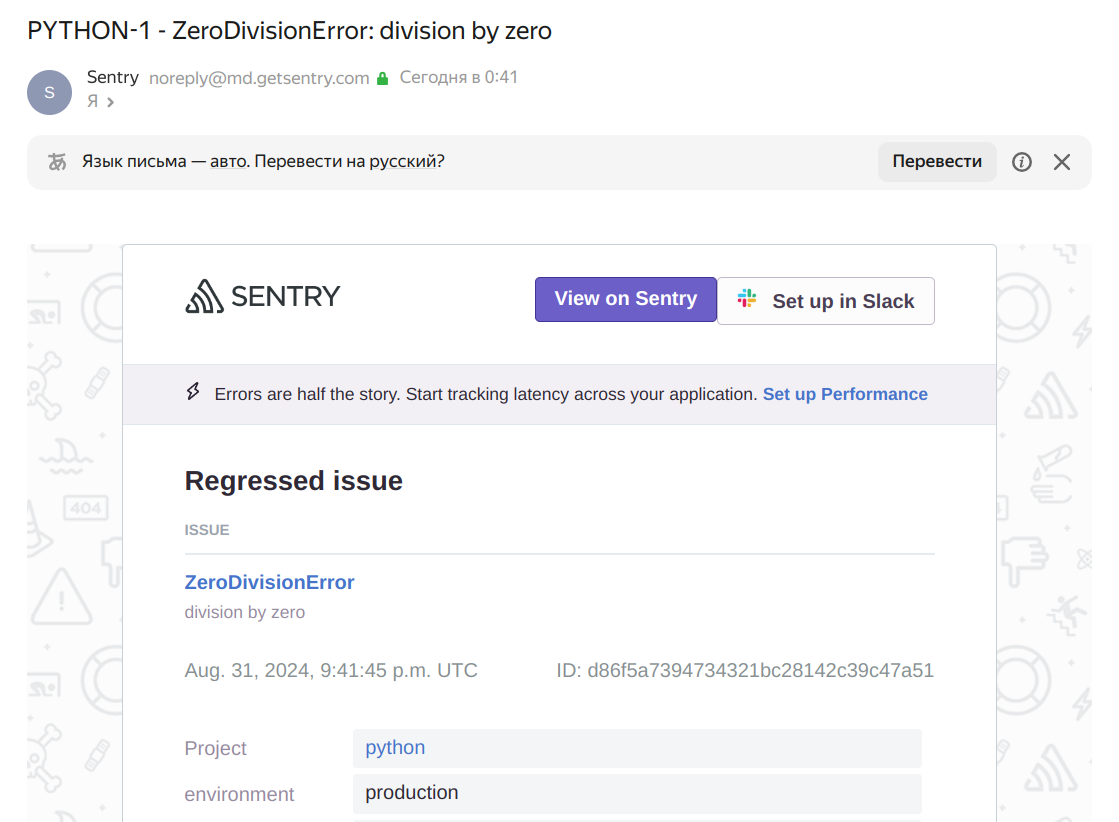 PYTHON-1 - ZeroDivisionError: division by zero
S
Sentry noreply@md.getsentry.com Сегодня в 0:41
Я
あ Язык письма — авто. Перевести на русский? Перевести i
SENTRY View on Sentry Set up in Slack
Errors are half the story. Start tracking latency across your application. Set up Performance
Regressed issue
ISSUE
ZeroDivisionError
division by zero
Aug. 31, 2024, 9:41:45 p.m. UTC ID: d86f5a7394734321bc28142c39c47a51
404
Project python
environment production